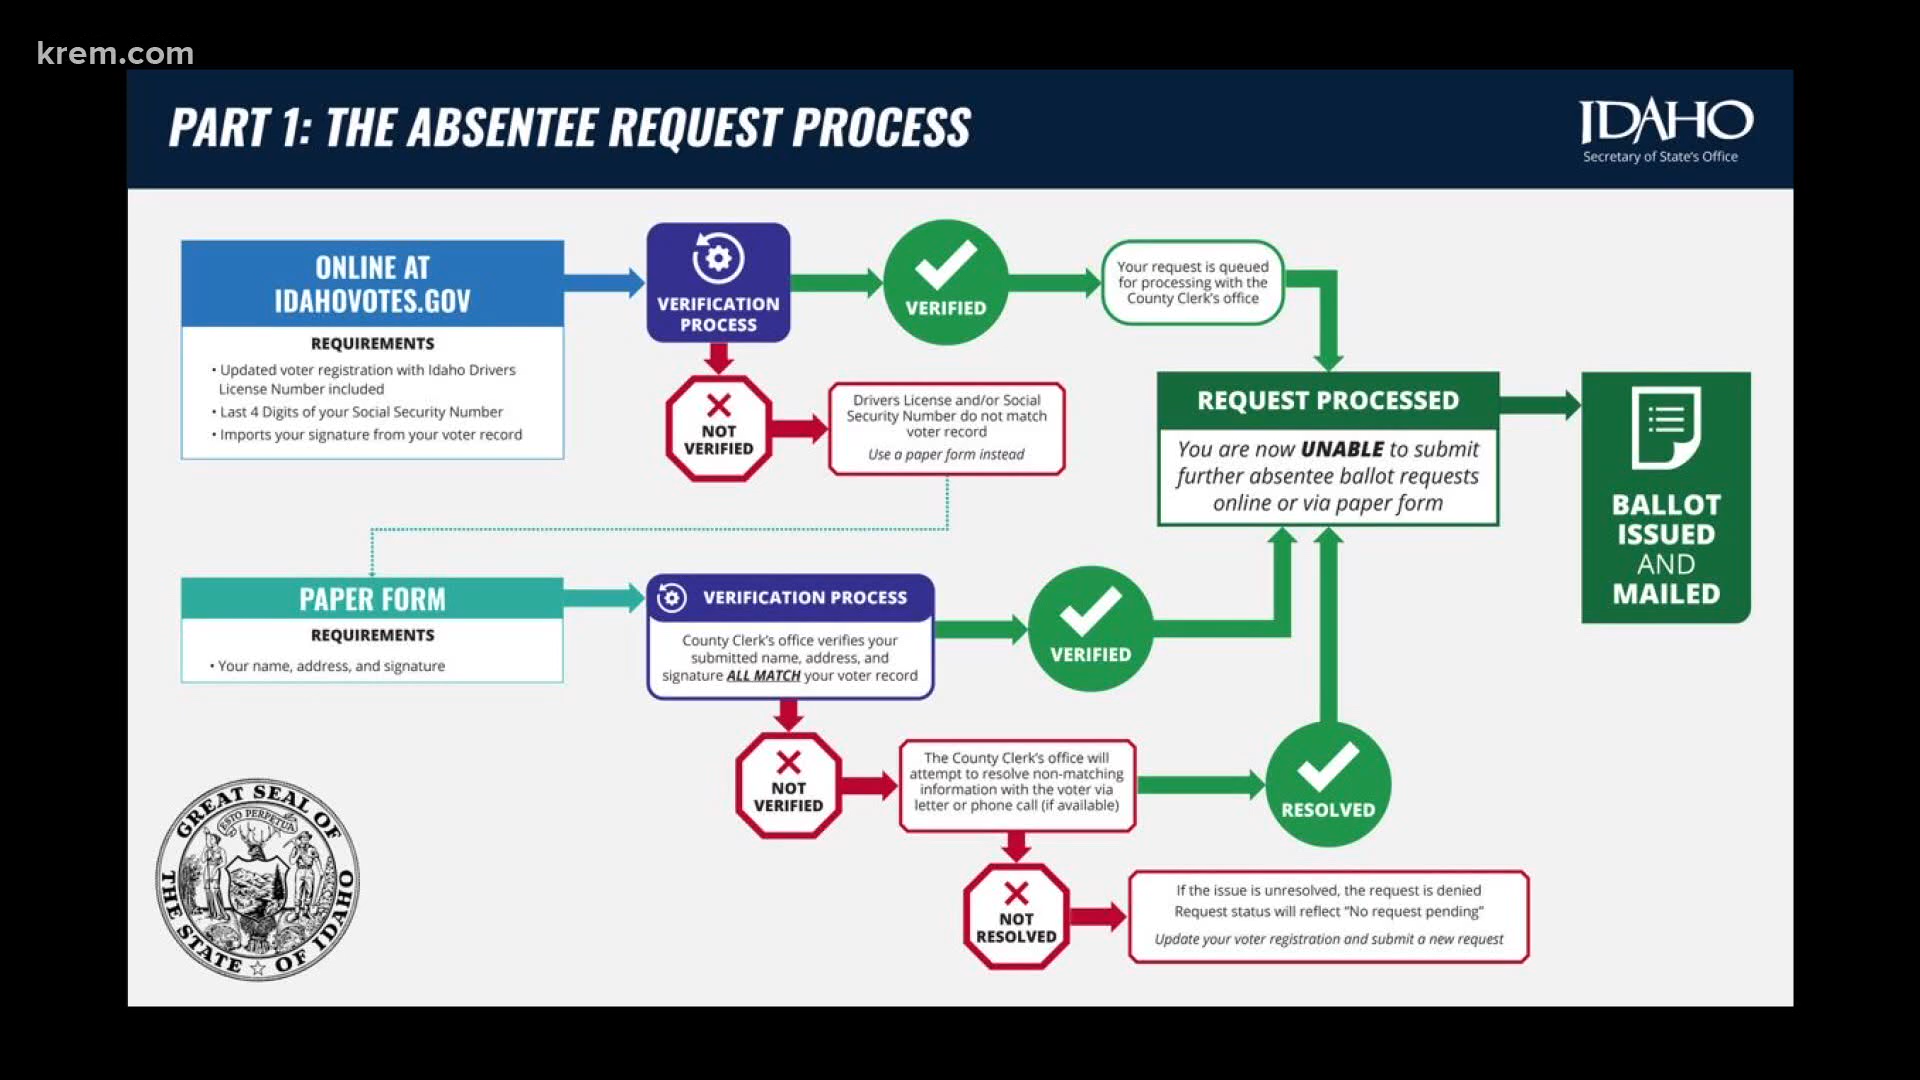 krem.com
PART 1: THE ABSENTEE REQUEST PROCESS
IDAHO
Secretary of State's Office
ONLINE AT
IDAHOVOTES.GOV
REQUIREMENTS
• Updated voter registration with Idaho Drivers
License Number included
• Last 4 Digits of your Social Security Number
• Imports your signature from your voter record
VERIFICATION
PROCESS
VERIFIED
Your request is queued
for processing with the
County Clerk's office
NOT
VERIFIED
Drivers License and/or Social
Security Number do not match
voter record
Use a paper form instead
REQUEST PROCESSED
You are now UNABLE to submit
further absentee ballot requests
online or via paper form
BALLOT
ISSUED
AND
MAILED
PAPER FORM
REQUIREMENTS
• Your name, address, and signature
VERIFICATION PROCESS
County Clerk's office verifies your
submitted name, address, and
signature ALL MATCH your voter record
VERIFIED
NOT
VERIFIED
The County Clerk's office will
attempt to resolve non-matching
information with the voter via
letter or phone call (if available)
RESOLVED
NOT
RESOLVED
If the issue is unresolved, the request is denied
Request status will reflect "No request pending"
Update your voter registration and submit a new request
GREAT SEAL OF
THE STATE ☆ OF IDAHO
ESTO PERPETUA